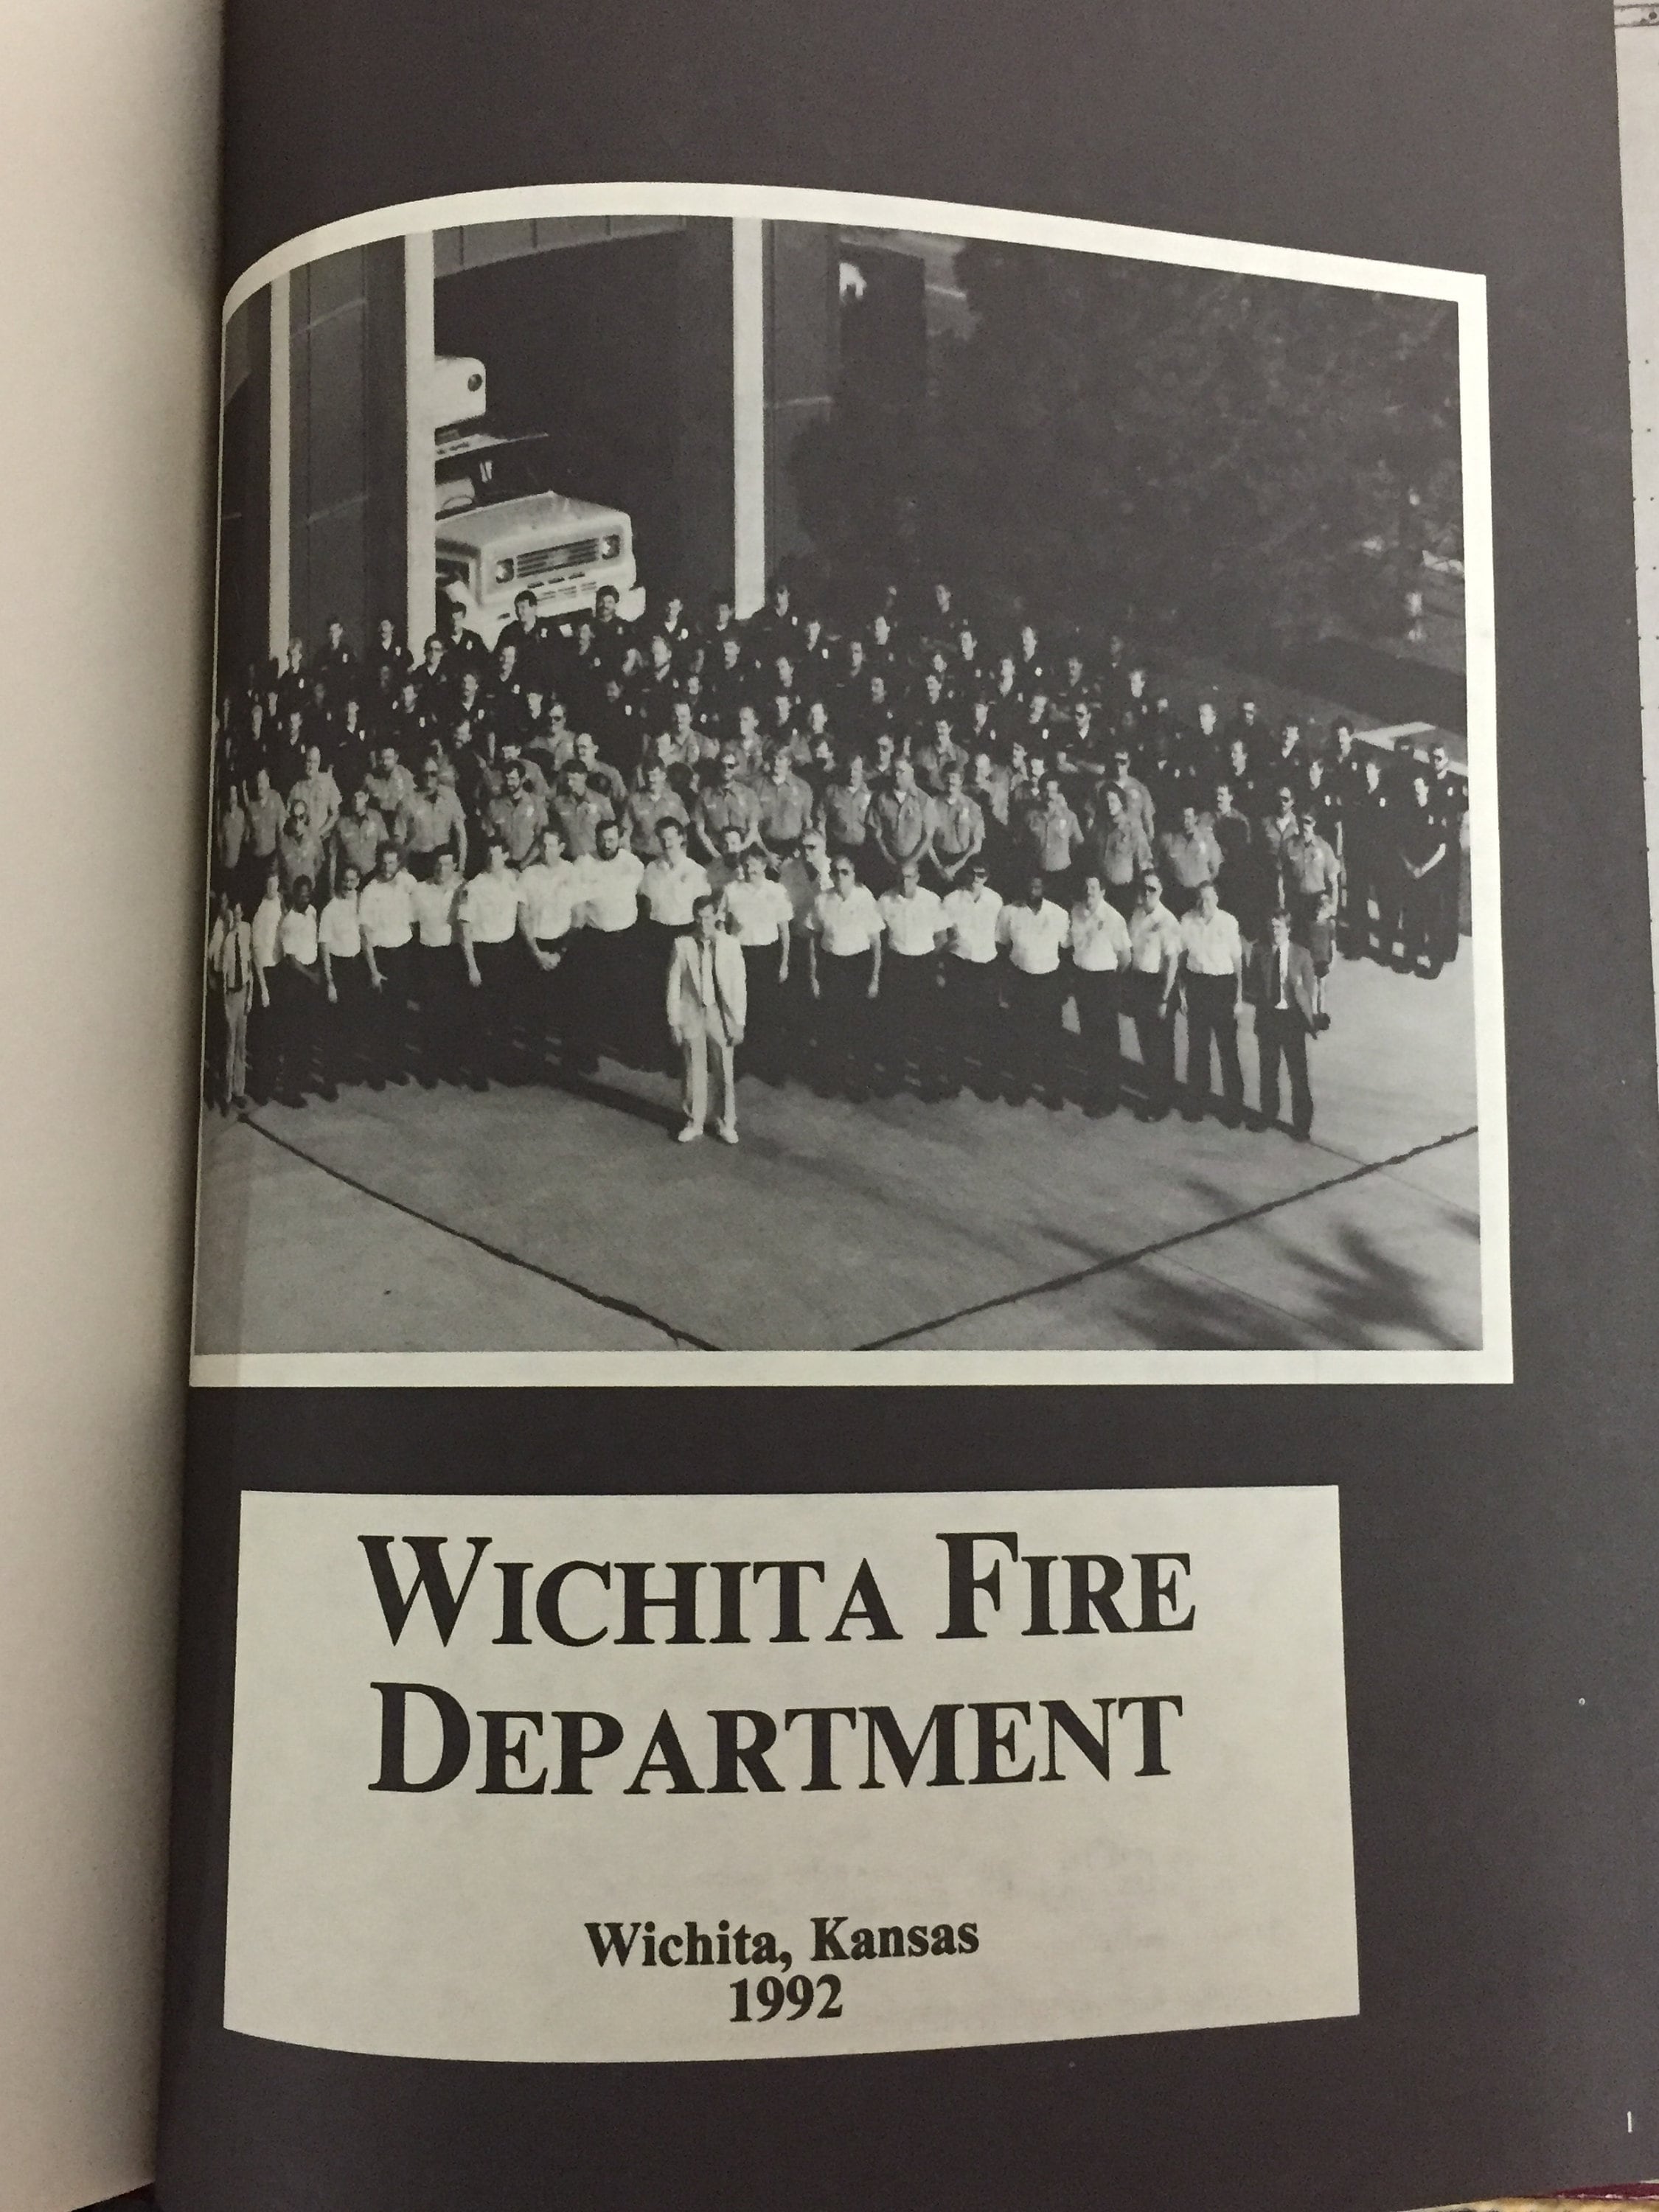 WICHITA FIRE
DEPARTMENT
Wichita, Kansas
1992
1